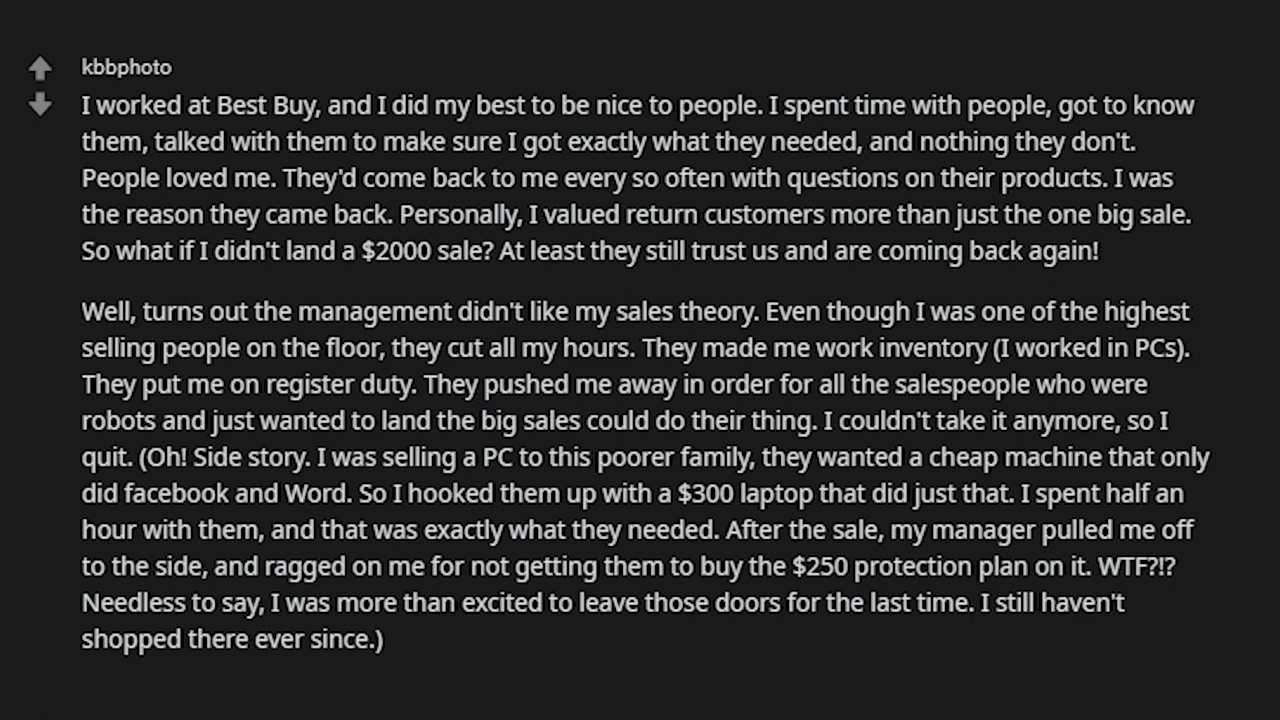 kbbphoto
I worked at Best Buy, and I did my best to be nice to people. I spent time with people, got to know
them, talked with them to make sure I got exactly what they needed, and nothing they don't.
People loved me. They'd come back to me every so often with questions on their products. I was
the reason they came back. Personally, I valued return customers more than just the one big sale.
So what if I didn't land a $2000 sale? At least they still trust us and are coming back again!
Well, turns out the management didn't like my sales theory. Even though I was one of the highest
selling people on the floor, they cut all my hours. They made me work inventory (I worked in PCs).
They put me on register duty. They pushed me away in order for all the salespeople who were
robots and just wanted to land the big sales could do their thing. I couldn't take it anymore, so I
quit. (Oh! Side story. I was selling a PC to this poorer family, they wanted a cheap machine that only
did facebook and Word. So I hooked them up with a $300 laptop that did just that. I spent half an
hour with them, and that was exactly what they needed. After the sale, my manager pulled me off
to the side, and ragged on me for not getting them to buy the $250 protection plan on it. WTF?!?
Needless to say, I was more than excited to leave those doors for the last time. I still haven't
shopped there ever since.)